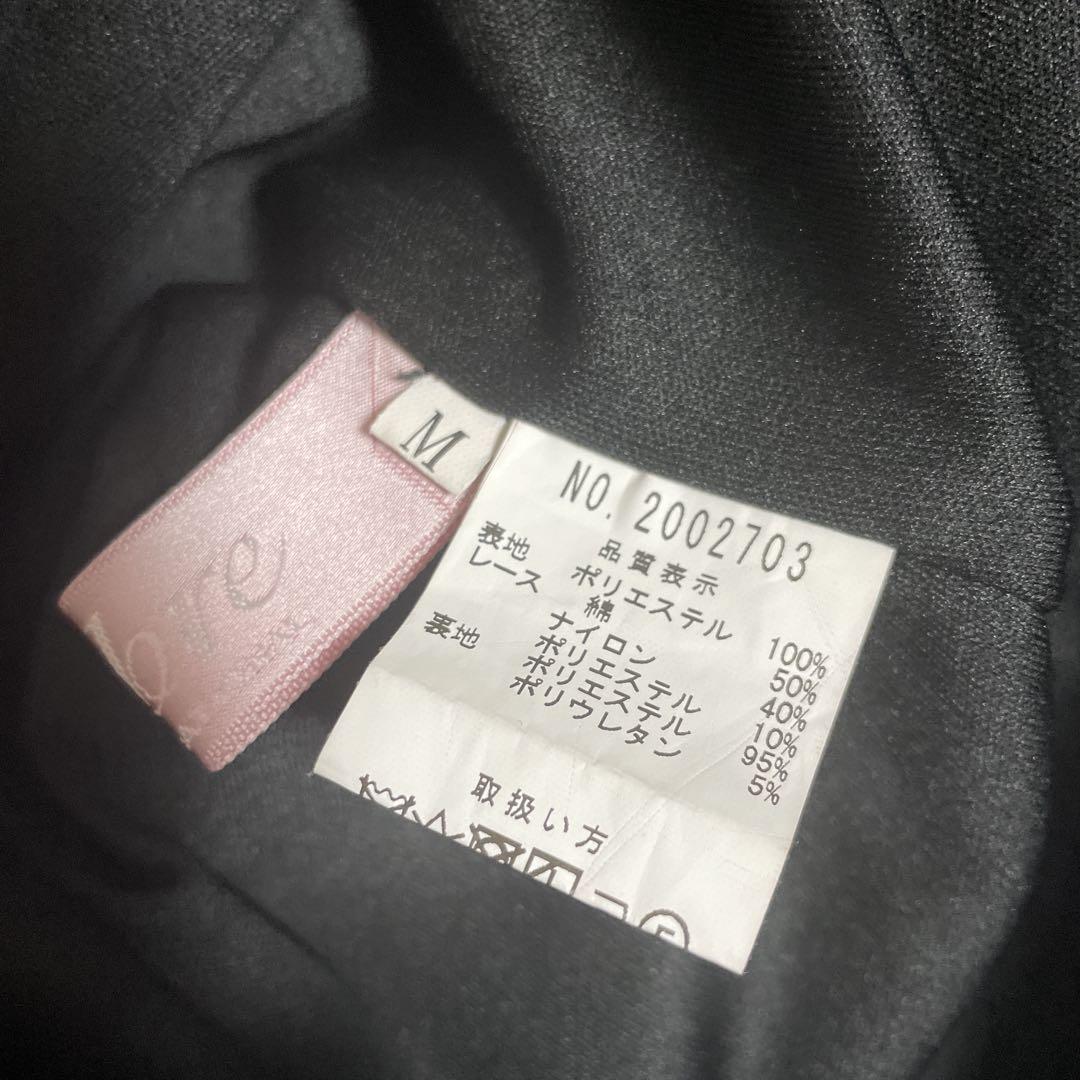 M
NO. 2002703
品質表示
表地 ポリエステル 100%
レース 綿 50%
ナイロン 40%
ポリエステル 10%
表地 ポリエステル 95%
ポリウレタン 5%
取扱い方